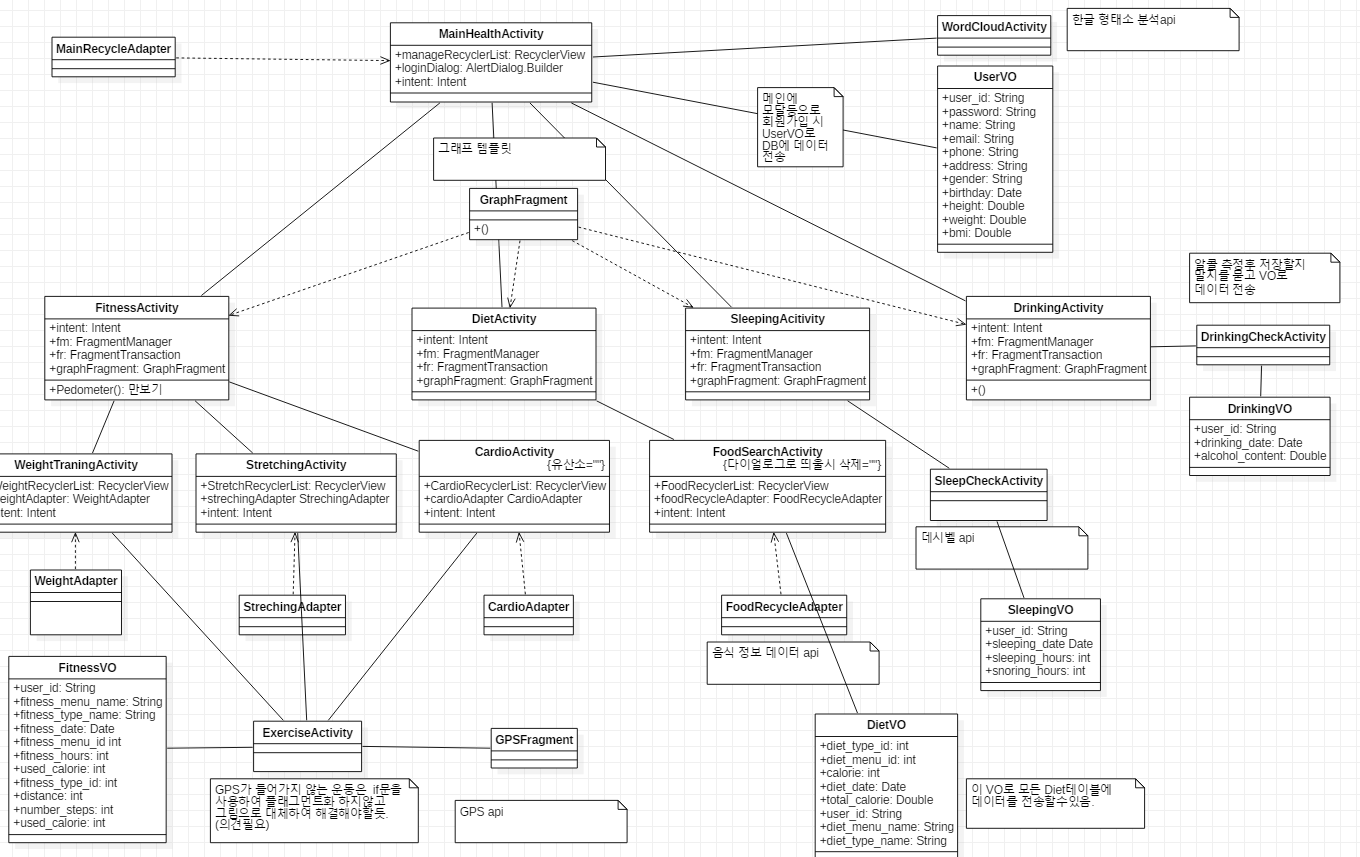 MainRecycleAdapter
MainHealthActivity
+manageRecyclerList: RecyclerView
+loginDialog: AlertDialog.Builder
+intent: Intent
WordCloudActivity
한글 형태소 분석api
UserVO
+user_id: String
+password: String
+name: String
+email: String
+phone: String
+address: String
+gender: String
+birthday: Date
+height: Double
+weight: Double
+bmi: Double
메인에
모달등으로
회원가입 시
UserVO로
DB에 데이터
전송
그래프 템플릿
GraphFragment
+()
FitnessActivity
+intent: Intent
+fm: FragmentManager
+fr: FragmentTransaction
+graphFragment: GraphFragment
+Pedometer(): 만보기
DietActivity
+intent: Intent
+fm: FragmentManager
+fr: FragmentTransaction
+graphFragment: GraphFragment
SleepingAcitivity
+intent: Intent
+fm: FragmentManager
+fr: FragmentTransaction
+graphFragment: GraphFragment
DrinkingActivity
+intent: Intent
+fm: FragmentManager
+fr: FragmentTransaction
+graphFragment: GraphFragment
+()
알콜 측정후 저장할지
말지를 묻고 VO로
데이터 전송
DrinkingCheckActivity
DrinkingVO
+user_id: String
+drinking_date: Date
+alcohol_content: Double
WeightTraningActivity
WeightRecyclerList: RecyclerView
weightAdapter: WeightAdapter
intent: Intent
StretchingActivity
+StretchRecyclerList: RecyclerView
+strechingAdapter StrechingAdapter
+intent: Intent
CardioActivity
{유산소=""}
+CardioRecyclerList: RecyclerView
+cardioAdapter CardioAdapter
+intent: Intent
FoodSearchActivity
{다이얼로그로 띄울시 삭제=""}
+FoodRecyclerList: RecyclerView
+foodRecycleAdapter: FoodRecycleAdapter
+intent: Intent
SleepCheckActivity
데시벨 api
WeightAdapter
StrechingAdapter
CardioAdapter
FoodRecycleAdapter
음식 정보 데이터 api
SleepingVO
+user_id: String
+sleeping_date Date
+sleeping_hours: int
+snoring_hours: int
FitnessVO
+user_id: String
+fitness_menu_name: String
+fitness_type_name: String
+fitness_date: Date
+fitness_menu_id int
+fitness_hours: int
+used_calorie: int
+fitness_type_id: int
+distance: int
+number_steps: int
+used_calorie: int
ExerciseActivity
GPS가 들어가지 않는 운동은 if문을
사용하여 플래그먼트화 하지않고
그림으로 대체하여 해결해야할듯.
(의견필요)
GPSFragment
GPS api
DietVO
+diet_type_id: int
+diet_menu_id: int
+calorie: int
+diet_date: Date
+total_calorie: Double
+user_id: String
+diet_menu_name: String
+diet_type_name: String
이 VO로 모든 Diet테이블에
데이터를 전송할수있음.